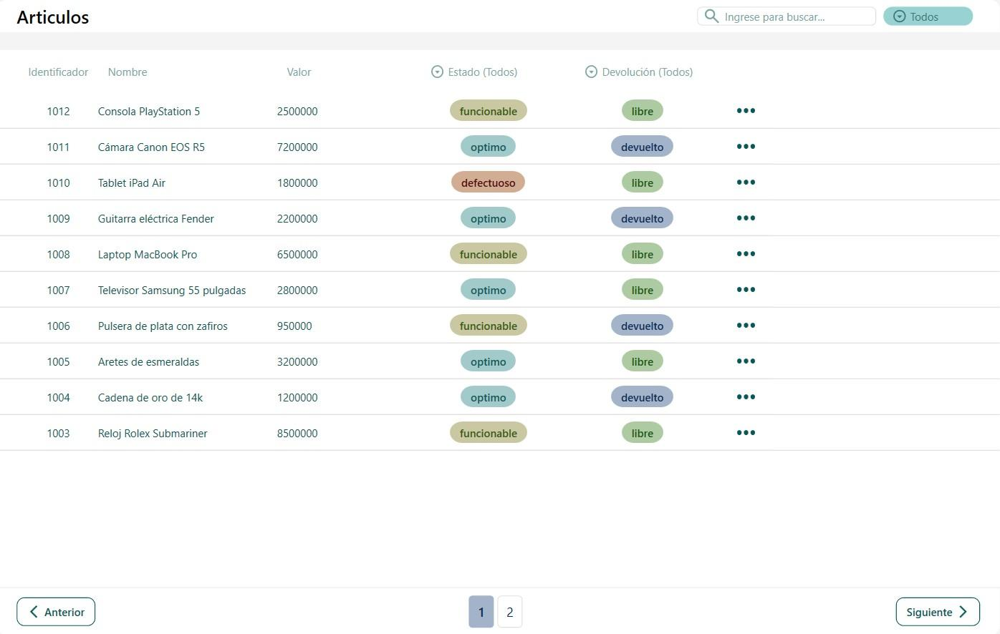 Articulos
Ingrese para buscar...
Todos
Identificador Nombre Valor Estado (Todos) Devolución (Todos)
1012 Consola PlayStation 5 2500000 funcionable libre
1011 Cámara Canon EOS R5 7200000 optimo devuelto
1010 Tablet iPad Air 1800000 defectuoso libre
1009 Guitarra eléctrica Fender 2200000 optimo devuelto
1008 Laptop MacBook Pro 6500000 funcionable libre
1007 Televisor Samsung 55 pulgadas 2800000 optimo libre
1006 Pulsera de plata con zafiros 950000 funcionable devuelto
1005 Aretes de esmeraldas 3200000 optimo libre
1004 Cadena de oro de 14k 1200000 optimo devuelto
1003 Reloj Rolex Submariner 8500000 funcionable libre
Anterior 1 2 Siguiente